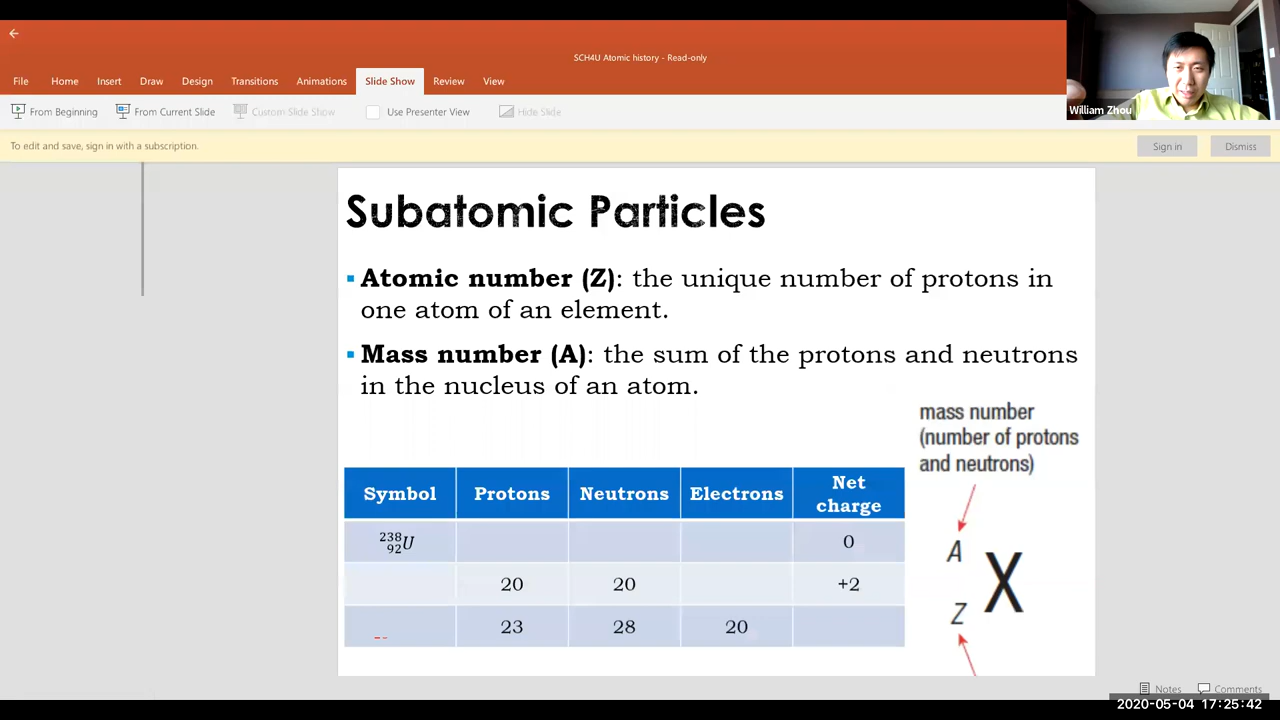 SCH4U Atomic history - Read-only
File Home Insert Draw Design Transitions Animations Slide Show Review View
William Zhou
From Beginning From Current Slide Custom Slide Show Use Presenter View Hide Slide
To edit and save, sign in with a subscription. Sign in Dismiss
Subatomic Particles
▪ Atomic number (Z): the unique number of protons in
one atom of an element.
▪ Mass number (A): the sum of the protons and neutrons
in the nucleus of an atom.
mass number
(number of protons
and neutrons)
A
Z
X
Symbol Protons Neutrons Electrons Net charge
238 92 U 0
20 20 +2
23 28 20
Notes Comments
2020-05-04 17:25:42